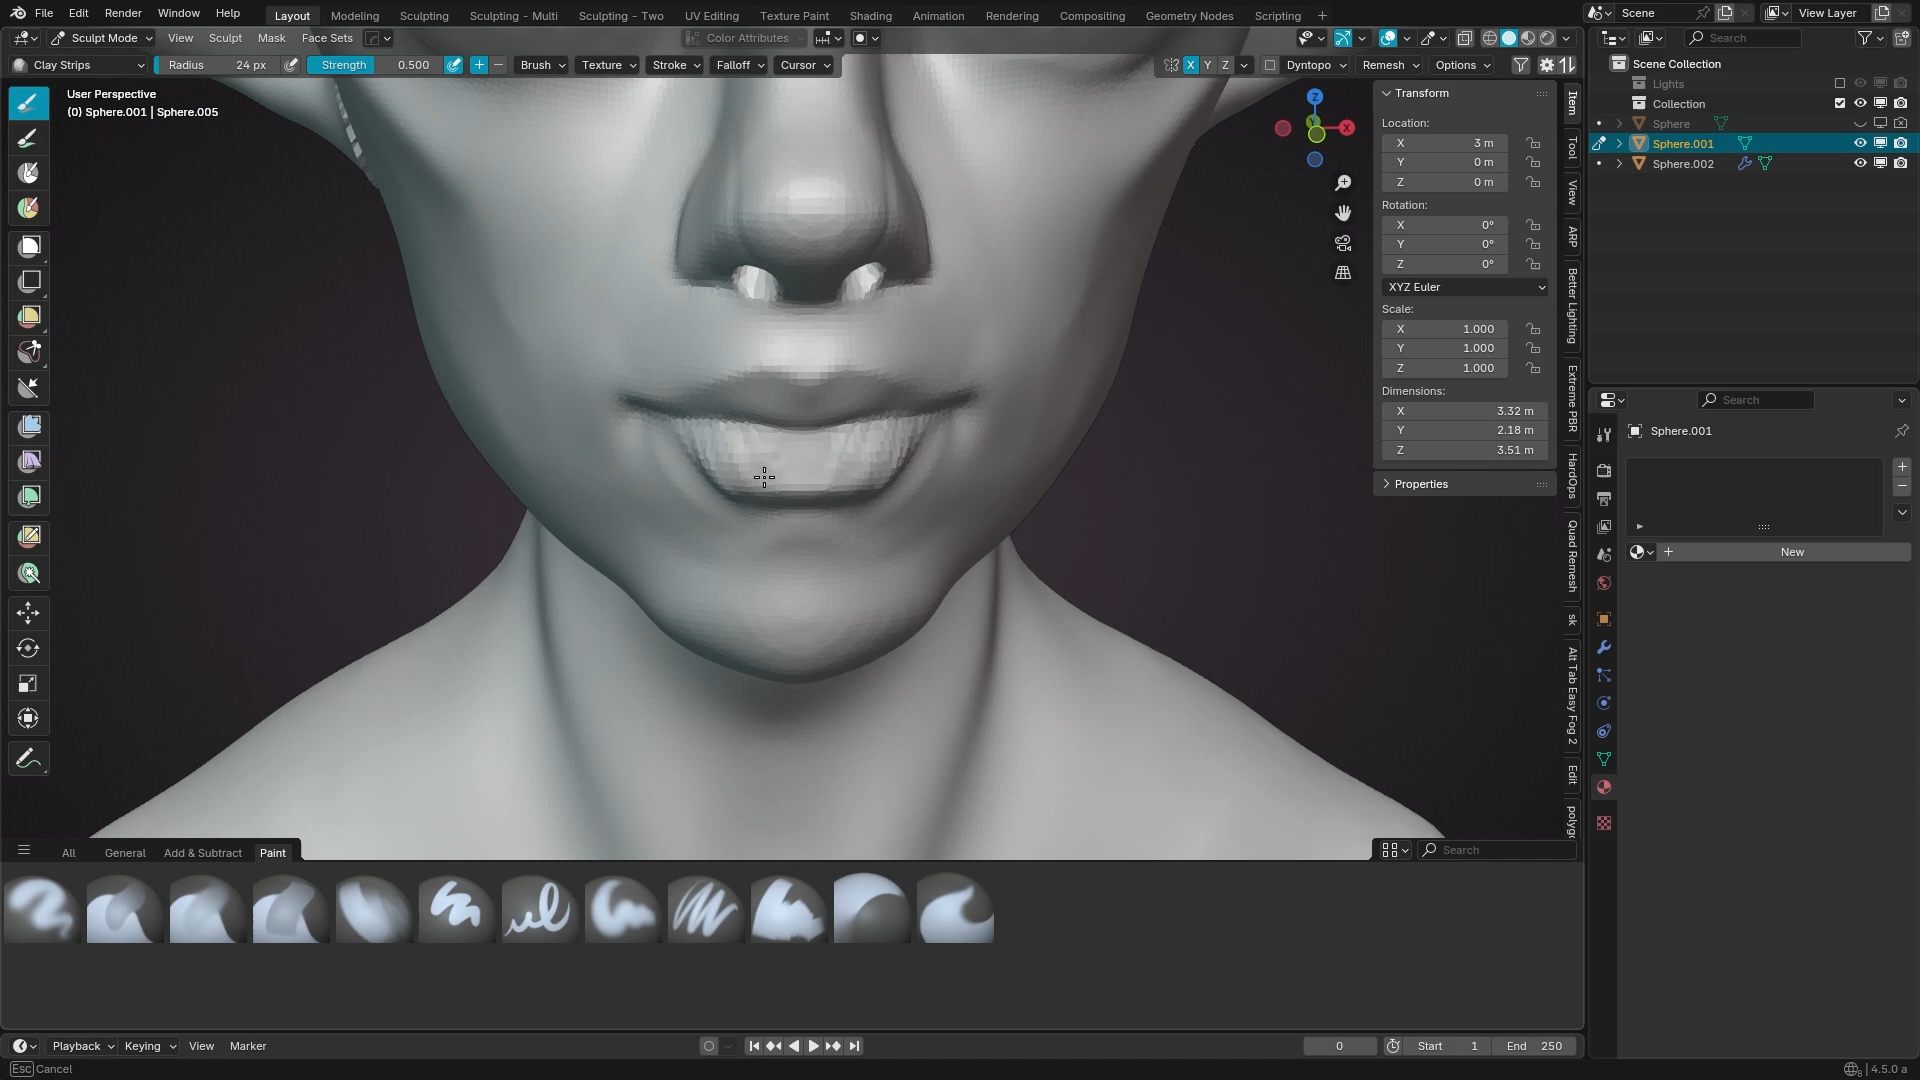 File Edit Render Window Help Layout Modeling Sculpting Sculpting - Multi Sculpting - Two UV Editing Texture Paint Shading Animation Rendering Compositing Geometry Nodes Scripting + Scene View Layer
Sculpt Mode View Sculpt Mask Face Sets Color Attributes Search
Clay Strips Radius 24 px Strength 0.500 + − Brush Texture Stroke Falloff Cursor X Y Z Dyntopo Remesh Options
User Perspective
(0) Sphere.001 | Sphere.005
Z
X
Transform
Location:
X 3 m
Y 0 m
Z 0 m
Rotation:
X 0°
Y 0°
Z 0°
XYZ Euler
Scale:
X 1.000
Y 1.000
Z 1.000
Dimensions:
X 3.32 m
Y 2.18 m
Z 3.51 m
Properties
Item
Tool
View
ARP
Better Lighting
Extreme PBR
HardOps
Quad Remesh
sk
Alt Tab Easy Fog 2
Edit
polyg
Scene Collection
Lights
Collection
Sphere
Sphere.001
Sphere.002
Search
Sphere.001
+
−
+ New
All General Add & Subtract Paint Search
Playback Keying View Marker 0 Start 1 End 250
Esc Cancel 4.5.0 a